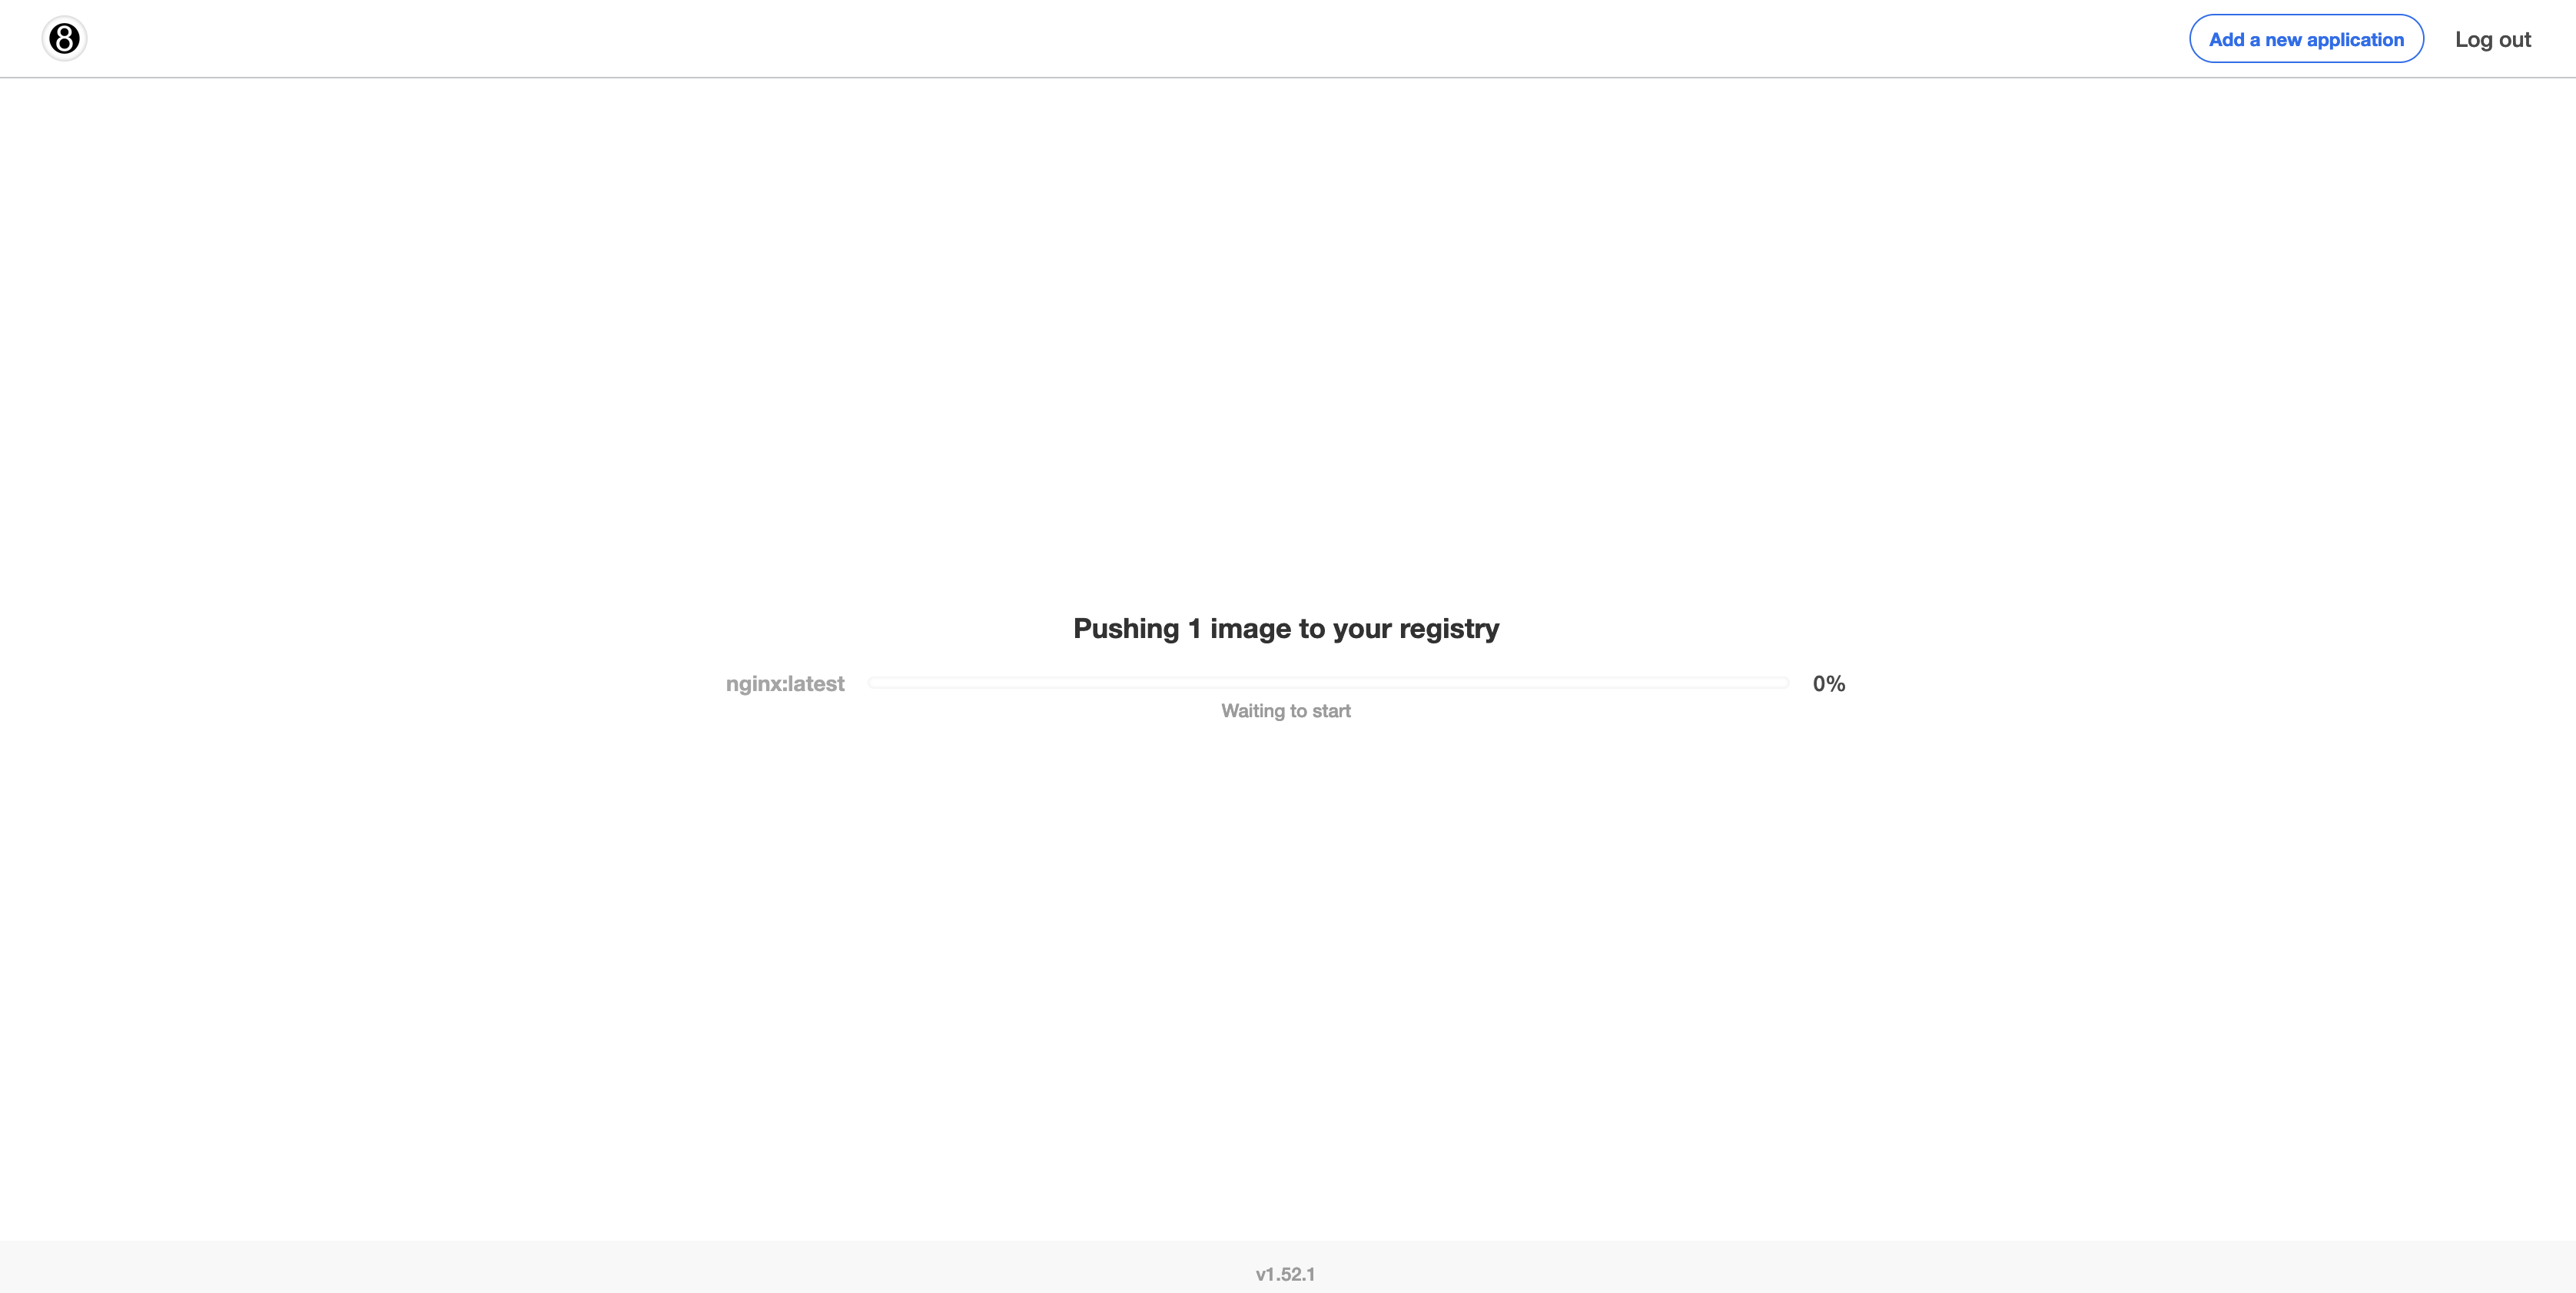 8
Add a new application
Log out
Pushing 1 image to your registry
nginx:latest
0%
Waiting to start
v1.52.1